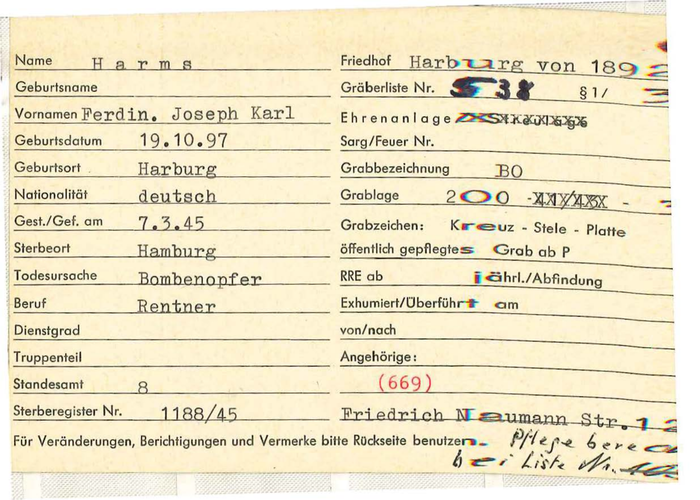 Name Harms
Geburtsname
Vornamen Ferdin. Joseph Karl
Geburtsdatum 19.10.97
Geburtsort Harburg
Nationalität deutsch
Gest./Gef. am 7.3.45
Sterbeort Hamburg
Todesursache Bombenopfer
Beruf Rentner
Dienstgrad
Truppenteil
Standesamt 8
Sterberegister Nr. 1188/45
Friedhof Harburg von 1892
Gräberliste Nr. 38 §1/
Ehrenanlage
Sarg/Feuer Nr.
Grabbezeichnung BO
Grablage 200 -
Grabzeichen: Kreuz - Stele - Platte
öffentlich gepflegtes Grab ab P
RRE ab jährl./Abfindung
Exhumiert/Überführt am
von/nach
Angehörige:
(669)
Friedrich Naumann Str.
Für Veränderungen, Berichtigungen und Vermerke bitte Rückseite benutzen.
Pflege
bei Liste Nr.